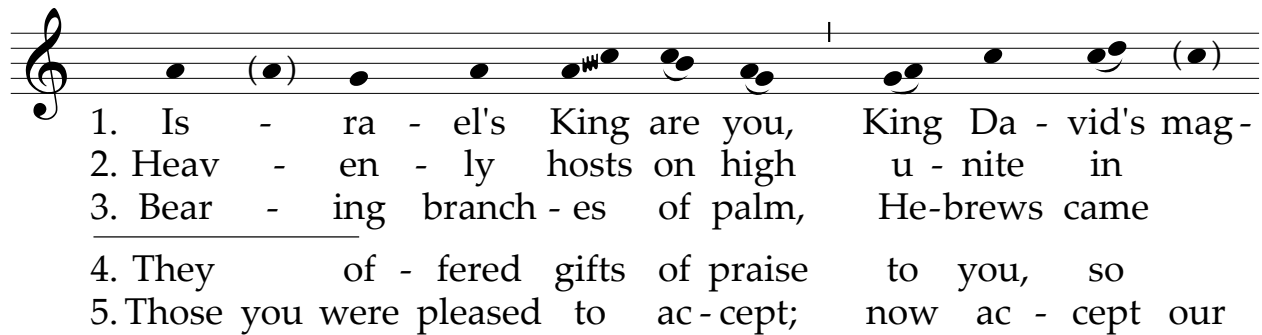 1. Is - ra - el's King are you, King Da - vid's mag-
2. Heav - en - ly hosts on high u - nite in
3. Bear - ing branch - es of palm, He-brews came
4. They of - fered gifts of praise to you, so
5. Those you were pleased to ac - cept; now ac - cept our